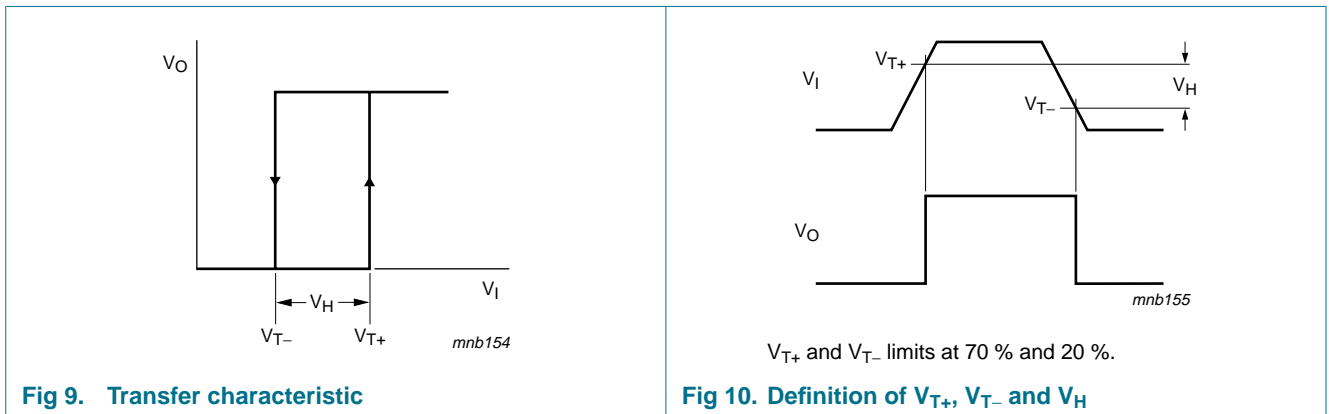 VO
VI
VH
VT−
VT+
mnb154
Fig 9. Transfer characteristic
VT+
VI
VH
VT−
VO
mnb155
VT+ and VT− limits at 70 % and 20 %.
Fig 10. Definition of VT+, VT− and VH